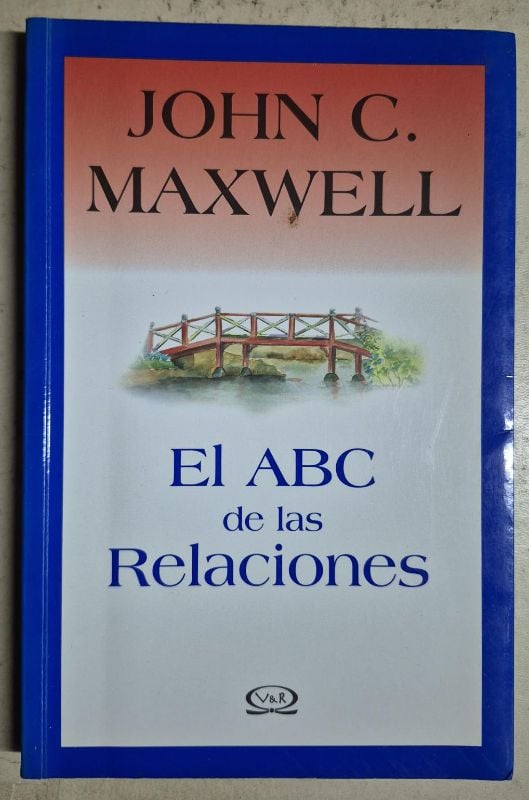 JOHN C.
MAXWELL
El ABC
de las
Relaciones
V&R